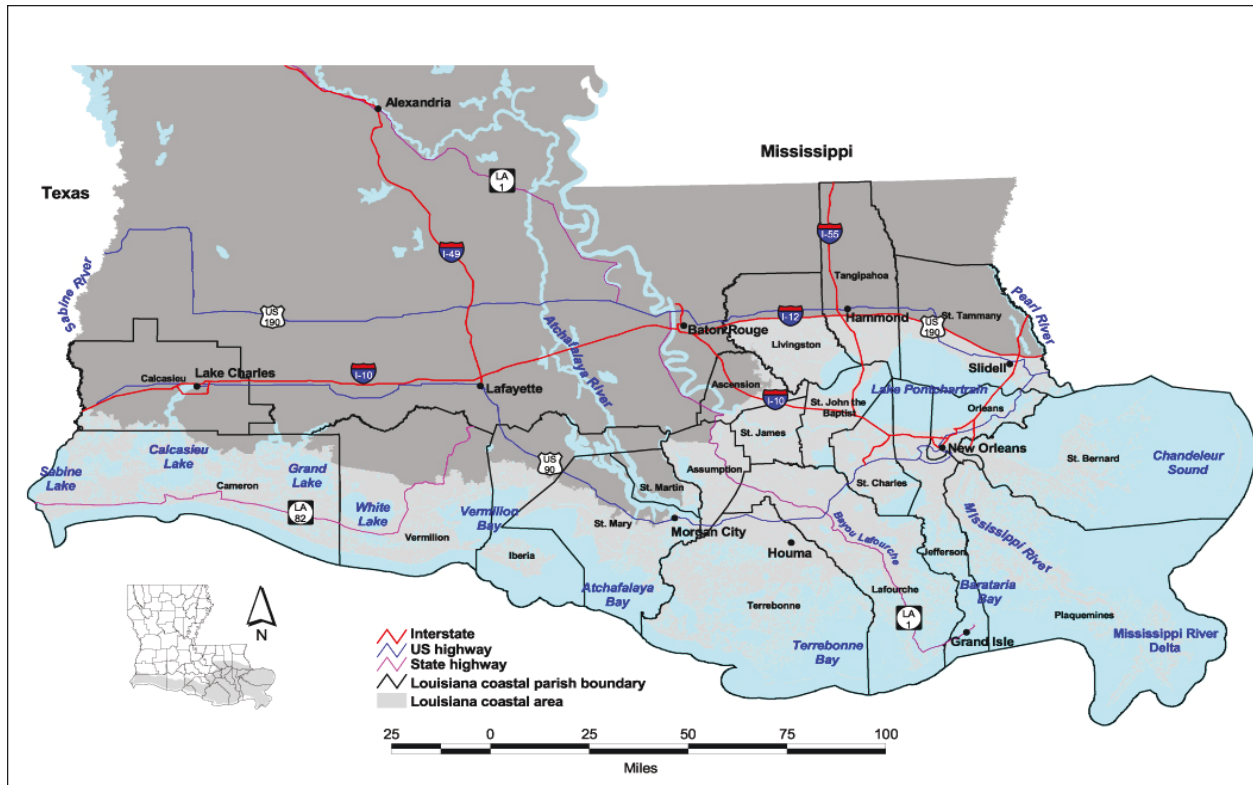 Alexandria
Mississippi
LA
1
Texas
I-55
I-49
Tangipahoa
Sabine River
Pearl River
US
190
Atchafalaya River
I-12
Hammond
US
190
St. Tammany
Baton Rouge
Livingston
Slidell
Lake Charles
Calcasieu
I-10
Lafayette
Ascension
Lake Pontchartrain
I-10
St. John the
Baptist
Orleans
St. James
New Orleans
Calcasieu
Lake
Sabine
Lake
Grand
Lake
US
90
Assumption
St. Bernard
Chandeleur
Sound
Cameron
St. Martin
St. Charles
LA
82
White
Lake
Vermilion
Bay
St. Mary
Morgan City
Mississippi River
Vermilion
Iberia
Houma
Bayou Lafourche
Jefferson
Atchafalaya
Bay
Lafourche
Barataria
Bay
Terrebonne
LA
1
Plaquemines
N
Terrebonne
Bay
Grand Isle
Mississippi River
Delta
Interstate
US highway
State highway
Louisiana coastal parish boundary
Louisiana coastal area
25 0 25 50 75 100
Miles